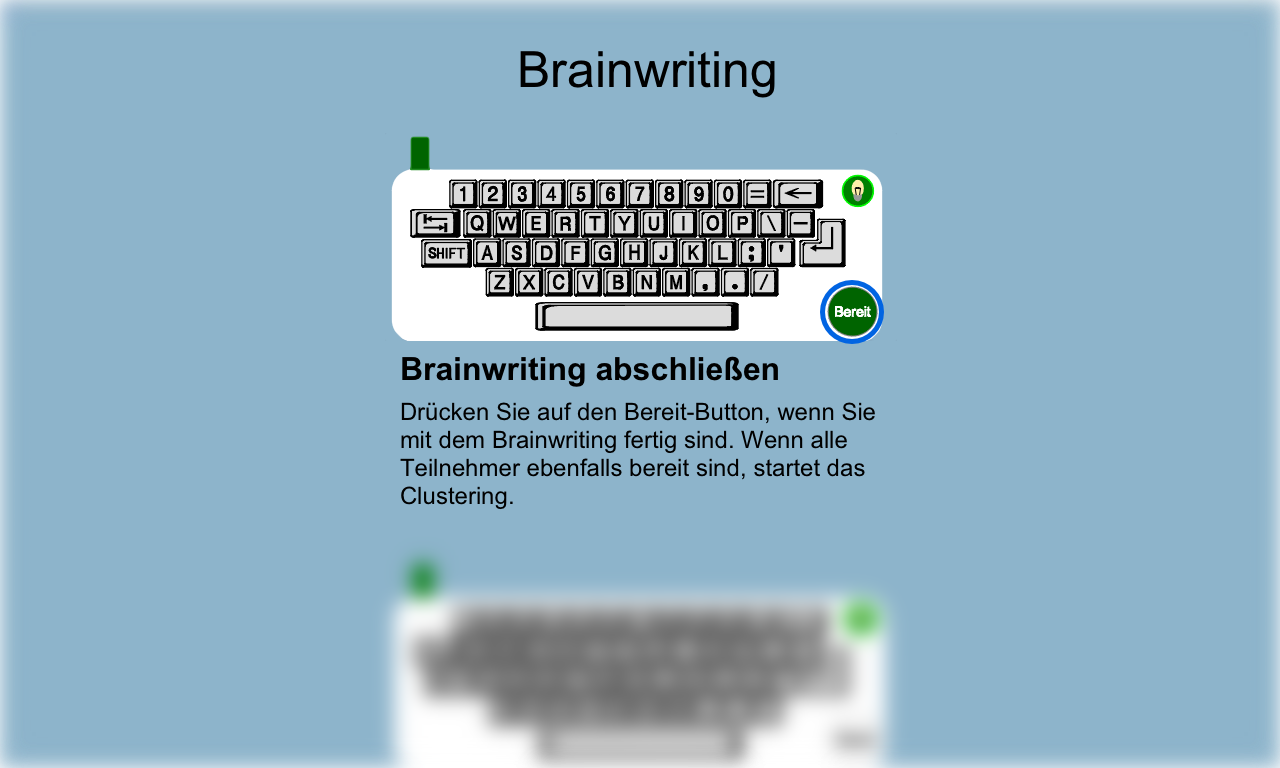 Brainwriting
1 2 3 4 5 6 7 8 9 0 = ←
Q W E R T Y U I O P \ –
SHIFT A S D F G H J K L ; '
Z X C V B N M , . /
Bereit
Brainwriting abschließen
Drücken Sie auf den Bereit-Button, wenn Sie
mit dem Brainwriting fertig sind. Wenn alle
Teilnehmer ebenfalls bereit sind, startet das
Clustering.